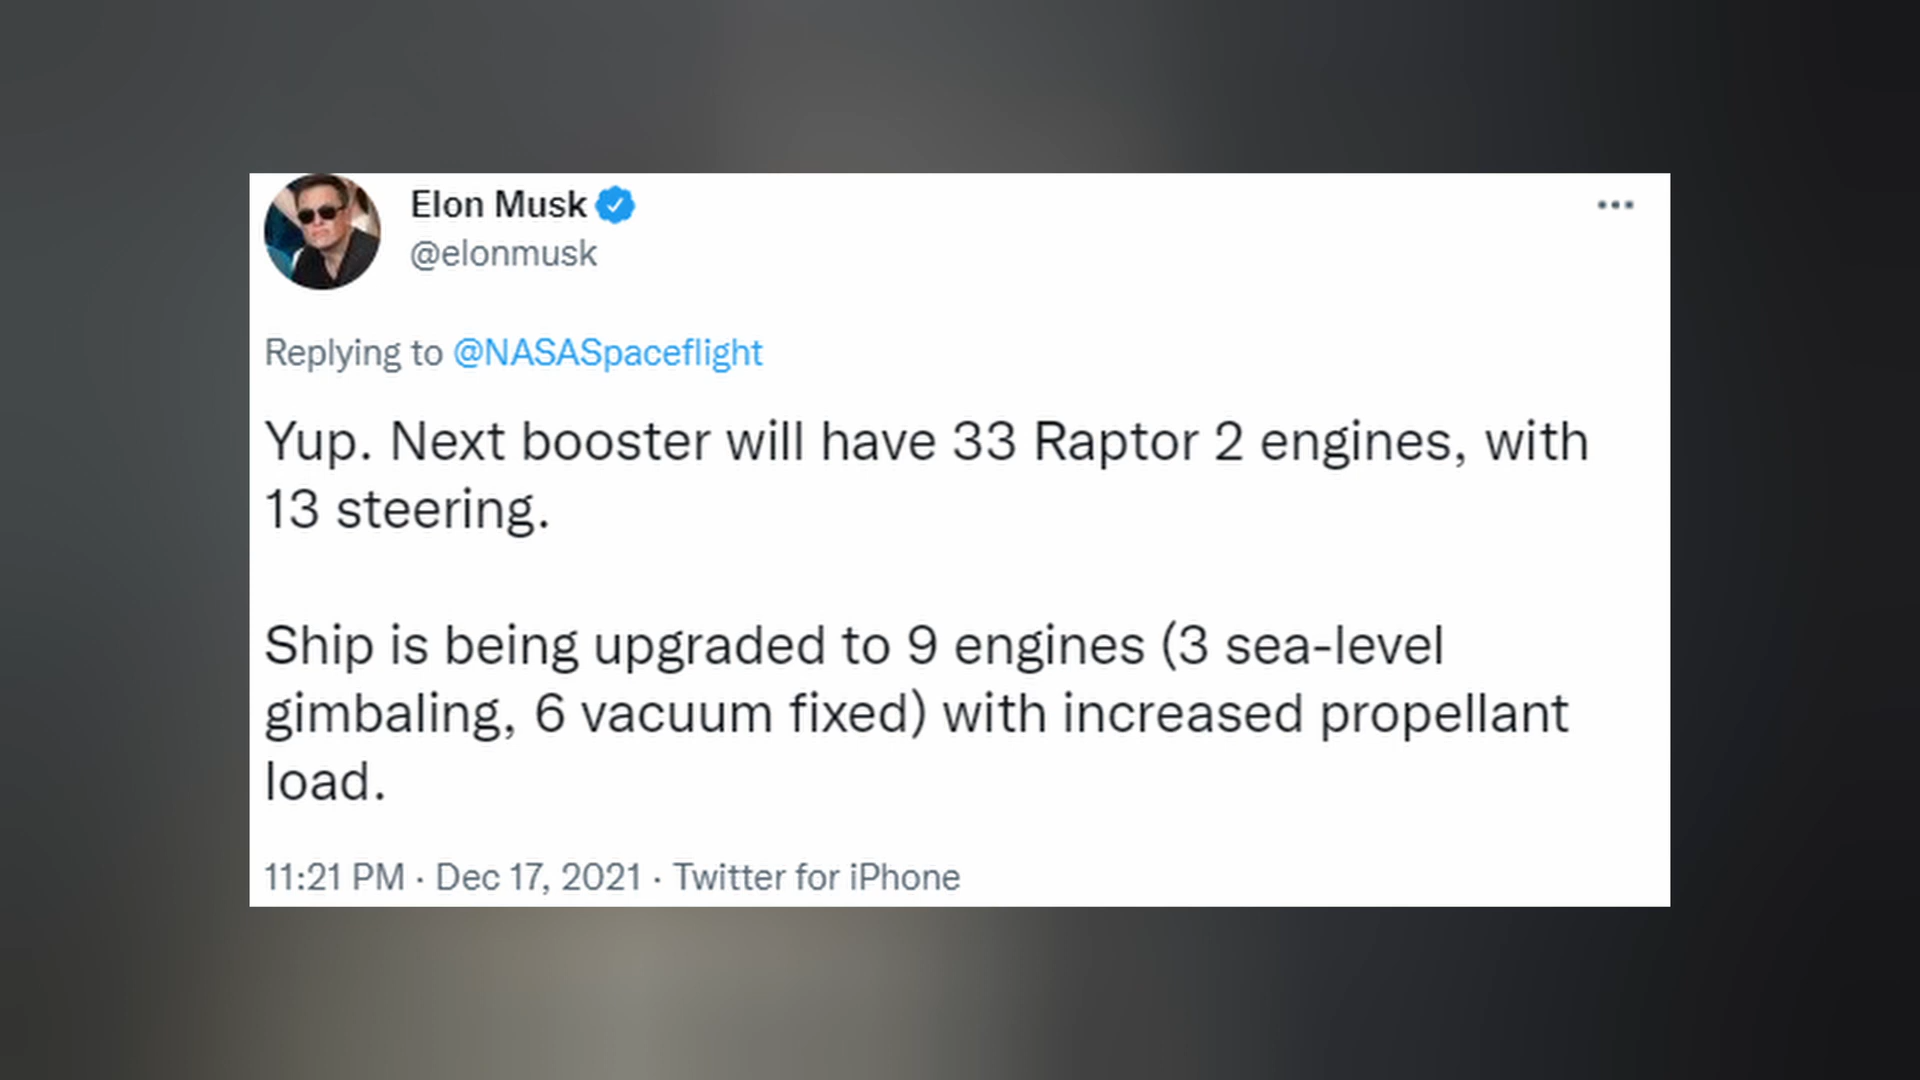 Elon Musk
@elonmusk
Replying to @NASASpaceflight
Yup. Next booster will have 33 Raptor 2 engines, with
13 steering.
Ship is being upgraded to 9 engines (3 sea-level
gimbaling, 6 vacuum fixed) with increased propellant
load.
11:21 PM · Dec 17, 2021 · Twitter for iPhone